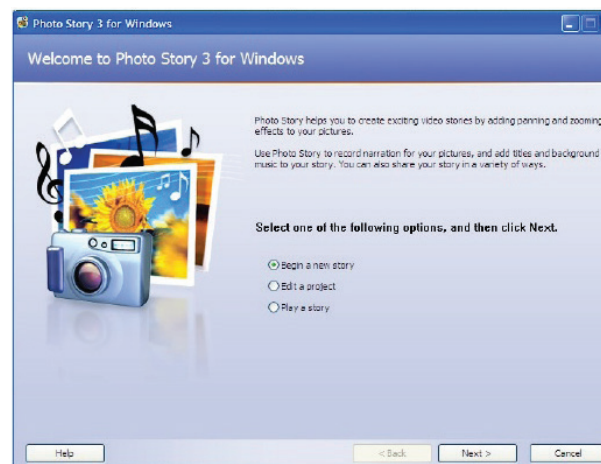 Photo Story 3 for Windows
Welcome to Photo Story 3 for Windows
Photo Story helps you to create exciting video stories by adding panning and zooming
effects to your pictures.
Use Photo Story to record narration for your pictures, and add titles and background
music to your story. You can also share your story in a variety of ways.
Select one of the following options, and then click Next.
Begin a new story
Edit a project
Play a story
Help
< Back
Next >
Cancel